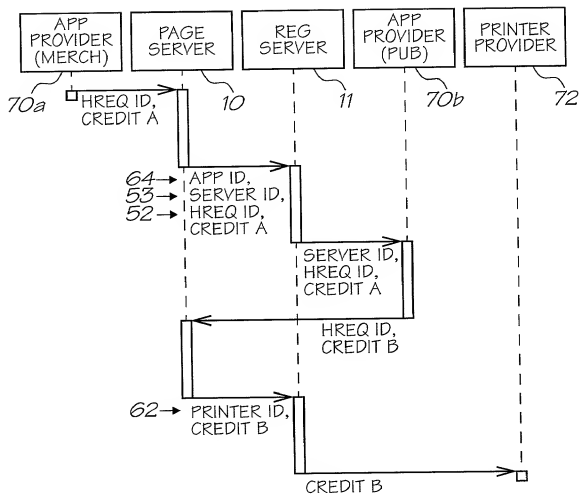 APP
PROVIDER
(MERCH)
PAGE
SERVER
REG
SERVER
APP
PROVIDER
(PUB)
PRINTER
PROVIDER
70a
10
11
70b
72
HREQ ID,
CREDIT A
64
APP ID,
53
SERVER ID,
52
HREQ ID,
CREDIT A
SERVER ID,
HREQ ID,
CREDIT A
HREQ ID,
CREDIT B
62
PRINTER ID,
CREDIT B
CREDIT B